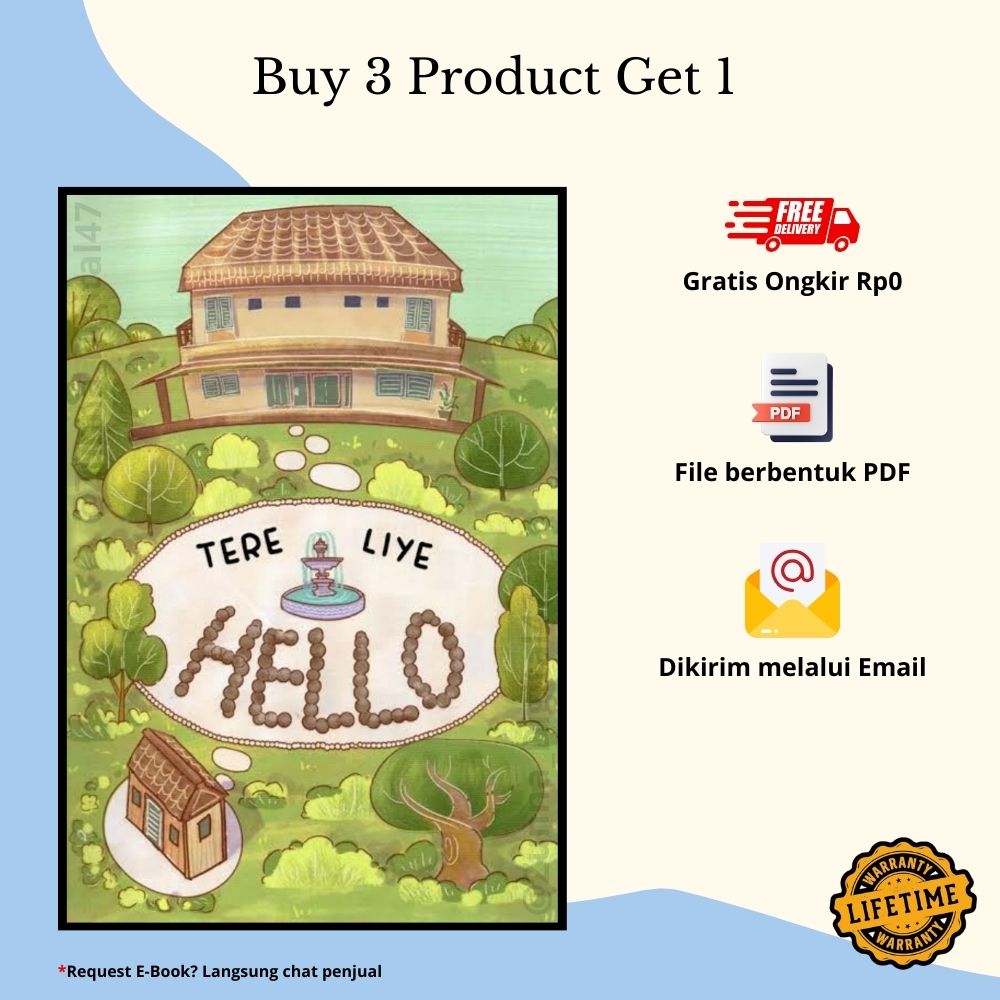 Buy 3 Product Get 1
al47
TERE LIYE
HELLO
FREE
DELIVERY
Gratis Ongkir Rp0
PDF
File berbentuk PDF
@
Dikirim melalui Email
WARRANTY
LIFETIME
WARRANTY
*Request E-Book? Langsung chat penjual